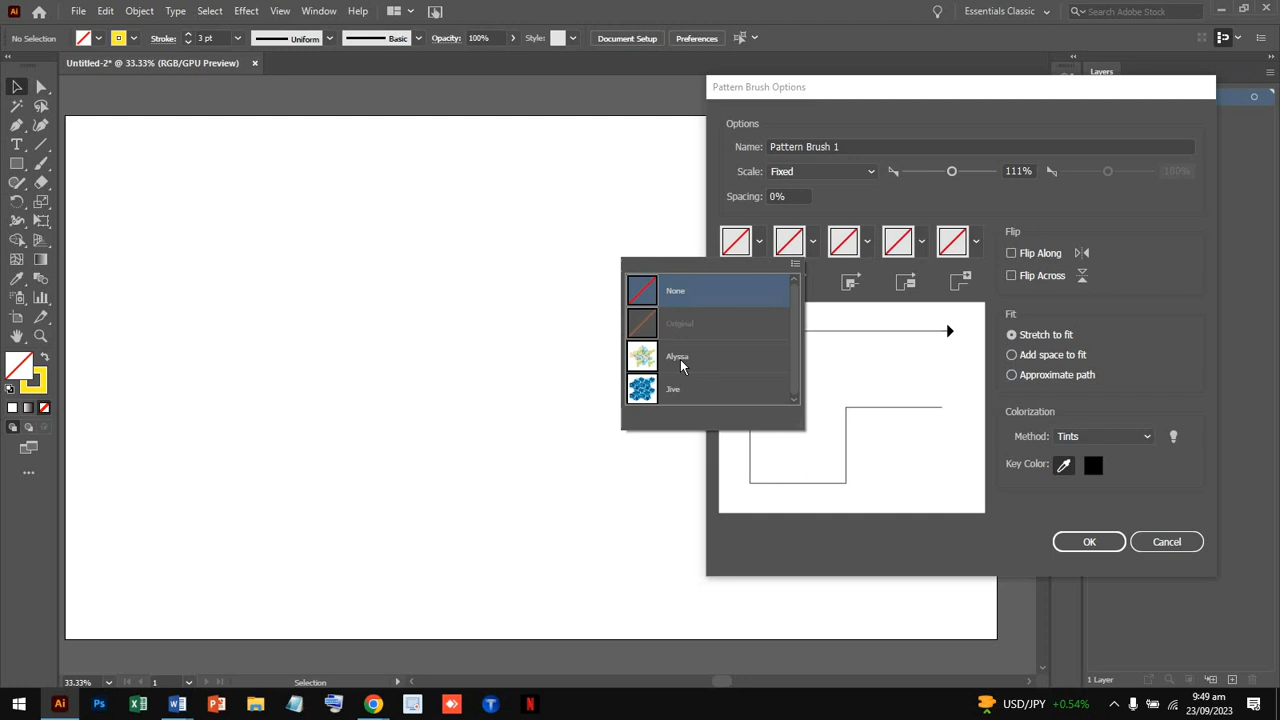 Ai File Edit Object Type Select Effect View Window Help Essentials Classic Search Adobe Stock
No Selection Stroke: 3 pt Uniform Basic Opacity: 100% Style: Document Setup Preferences
Untitled-2* @ 33.33% (RGB/GPU Preview) × Layers
Pattern Brush Options
Options
Name: Pattern Brush 1
Scale: Fixed 111% 100%
Spacing: 0%
Flip
Flip Along
Flip Across
None
Original
Alyssa
Jive
Fit
Stretch to fit
Add space to fit
Approximate path
Colorization
Method: Tints
Key Color:
OK Cancel
33.33% 1 Selection 1 Layer
USD/JPY +0.54% 9:49 am
23/09/2023